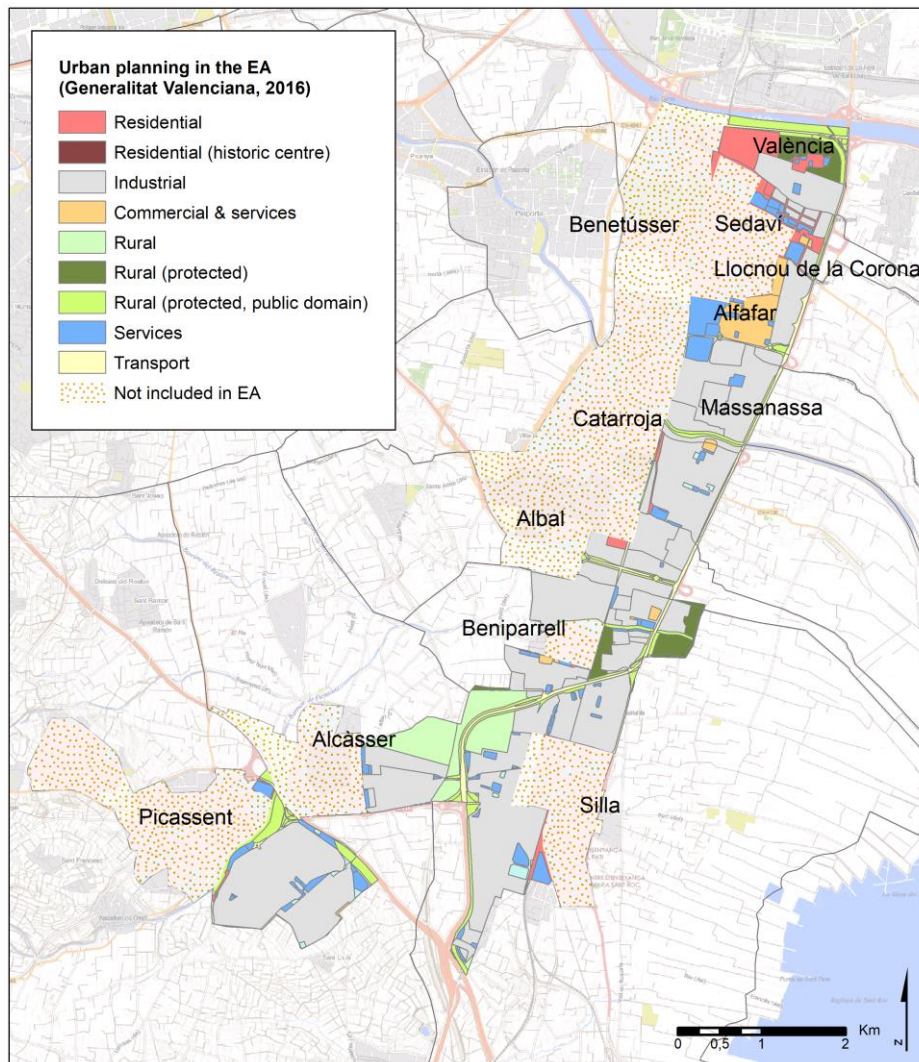 Urban planning in the EA
(Generalitat Valenciana, 2016)
Residential
Residential (historic centre)
Industrial
Commercial & services
Rural
Rural (protected)
Rural (protected, public domain)
Services
Transport
Not included in EA
València
Benetússer
Sedaví
Llocnou de la Corona
Alfafar
Massanassa
Catarroja
Albal
Beniparrell
Alcàsser
Picassent
Silla
Km
0 0,5 1 2
N